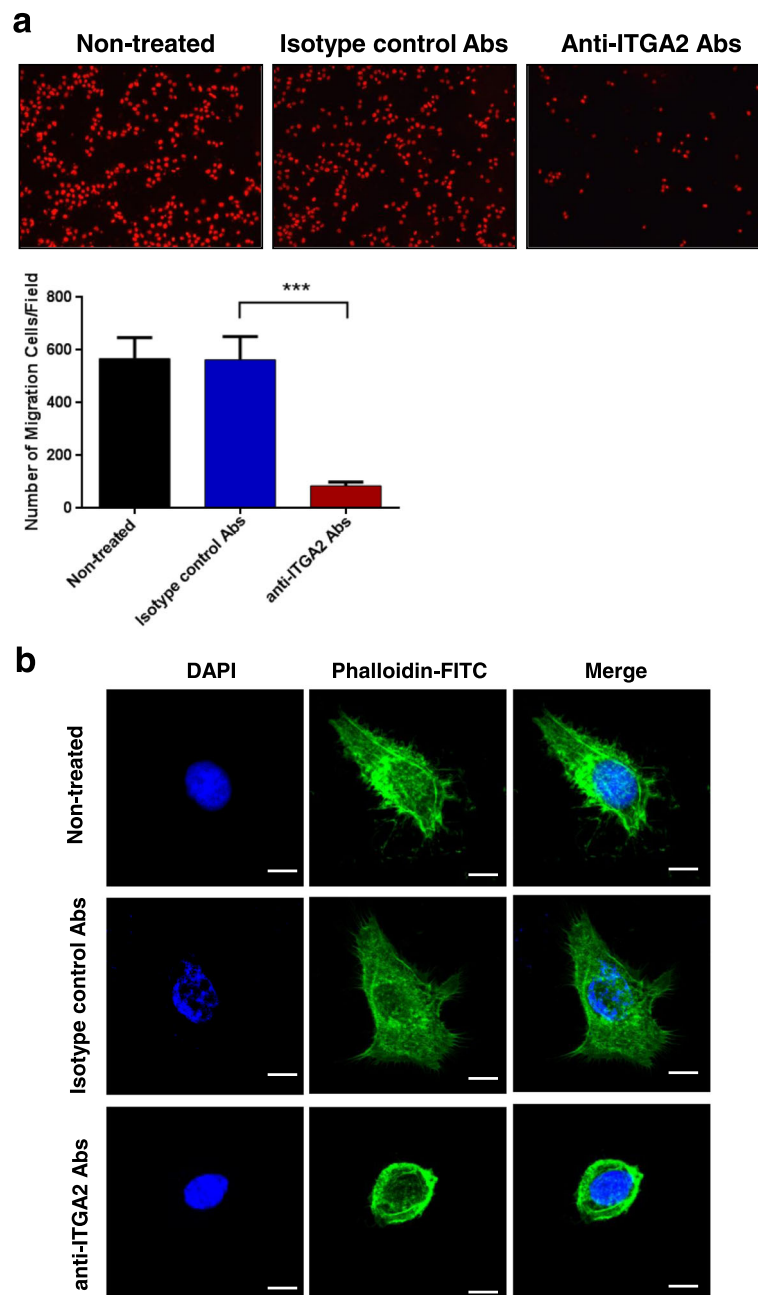 a
Non-treated
Isotype control Abs
Anti-ITGA2 Abs
Number of Migration Cells/Field
800
600
400
200
0
***
Non-treated
Isotype control Abs
anti-ITGA2 Abs
b
DAPI
Phalloidin-FITC
Merge
Non-treated
Isotype control Abs
anti-ITGA2 Abs